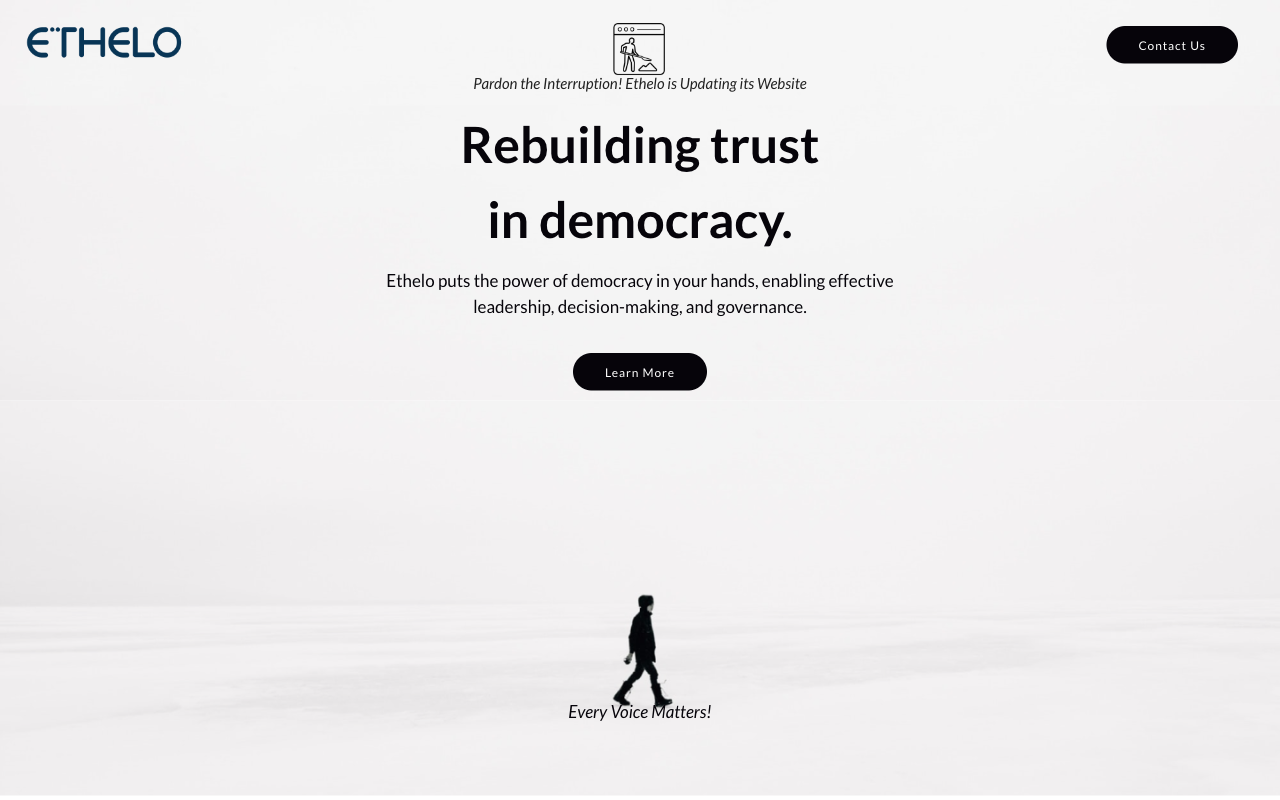 ETHELO
Contact Us
Pardon the Interruption! Ethelo is Updating its Website
Rebuilding trust
in democracy.
Ethelo puts the power of democracy in your hands, enabling effective
leadership, decision-making, and governance.
Learn More
Every Voice Matters!